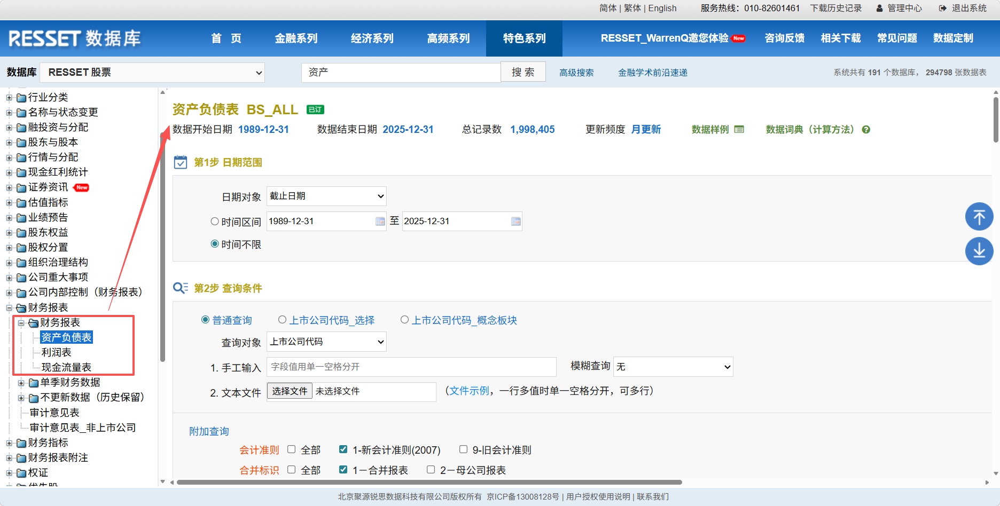 简体 | 繁体 | English 服务热线：010-82601461 下载历史记录 管理中心 退出系统
RESSET 数据库 首 页 金融系列 经济系列 高频系列 特色系列 RESSET_WarrenQ邀您体验 New 咨询反馈 相关下载 常见问题 数据定制
数据库 RESSET 股票 资产 搜 索 高级搜索 金融学术前沿速递 系统共有 191 个数据库， 294798 张数据表
行业分类
名称与状态变更
融投资与分配
股东与股本
行情与分配
现金红利统计
证券资讯 New
估值指标
业绩预告
股东权益
股权分置
组织治理结构
公司重大事项
公司内部控制（财务报表）
财务报表
财务报表
资产负债表
利润表
现金流量表
单季财务数据
不更新数据（历史保留）
审计意见表
审计意见表_非上市公司
财务指标
财务报表附注
权证
资产负债表 BS_ALL 已订
数据开始日期 1989-12-31 数据结束日期 2025-12-31 总记录数 1,998,405 更新频度 月更新 数据样例 数据词典（计算方法）
第1步 日期范围
日期对象 截止日期
时间区间 1989-12-31 至 2025-12-31
时间不限
第2步 查询条件
普通查询 上市公司代码_选择 上市公司代码_概念板块
查询对象 上市公司代码
1. 手工输入 字段值用单一空格分开 模糊查询 无
2. 文本文件 选择文件 未选择文件 （文件示例，一行多值时单一空格分开，可多行）
附加查询
会计准则 全部 1-新会计准则(2007) 9-旧会计准则
合并标识 全部 1－合并报表 2－母公司报表
北京聚源锐思数据科技有限公司版权所有 京ICP备13008128号 | 用户授权使用说明 | 联系我们